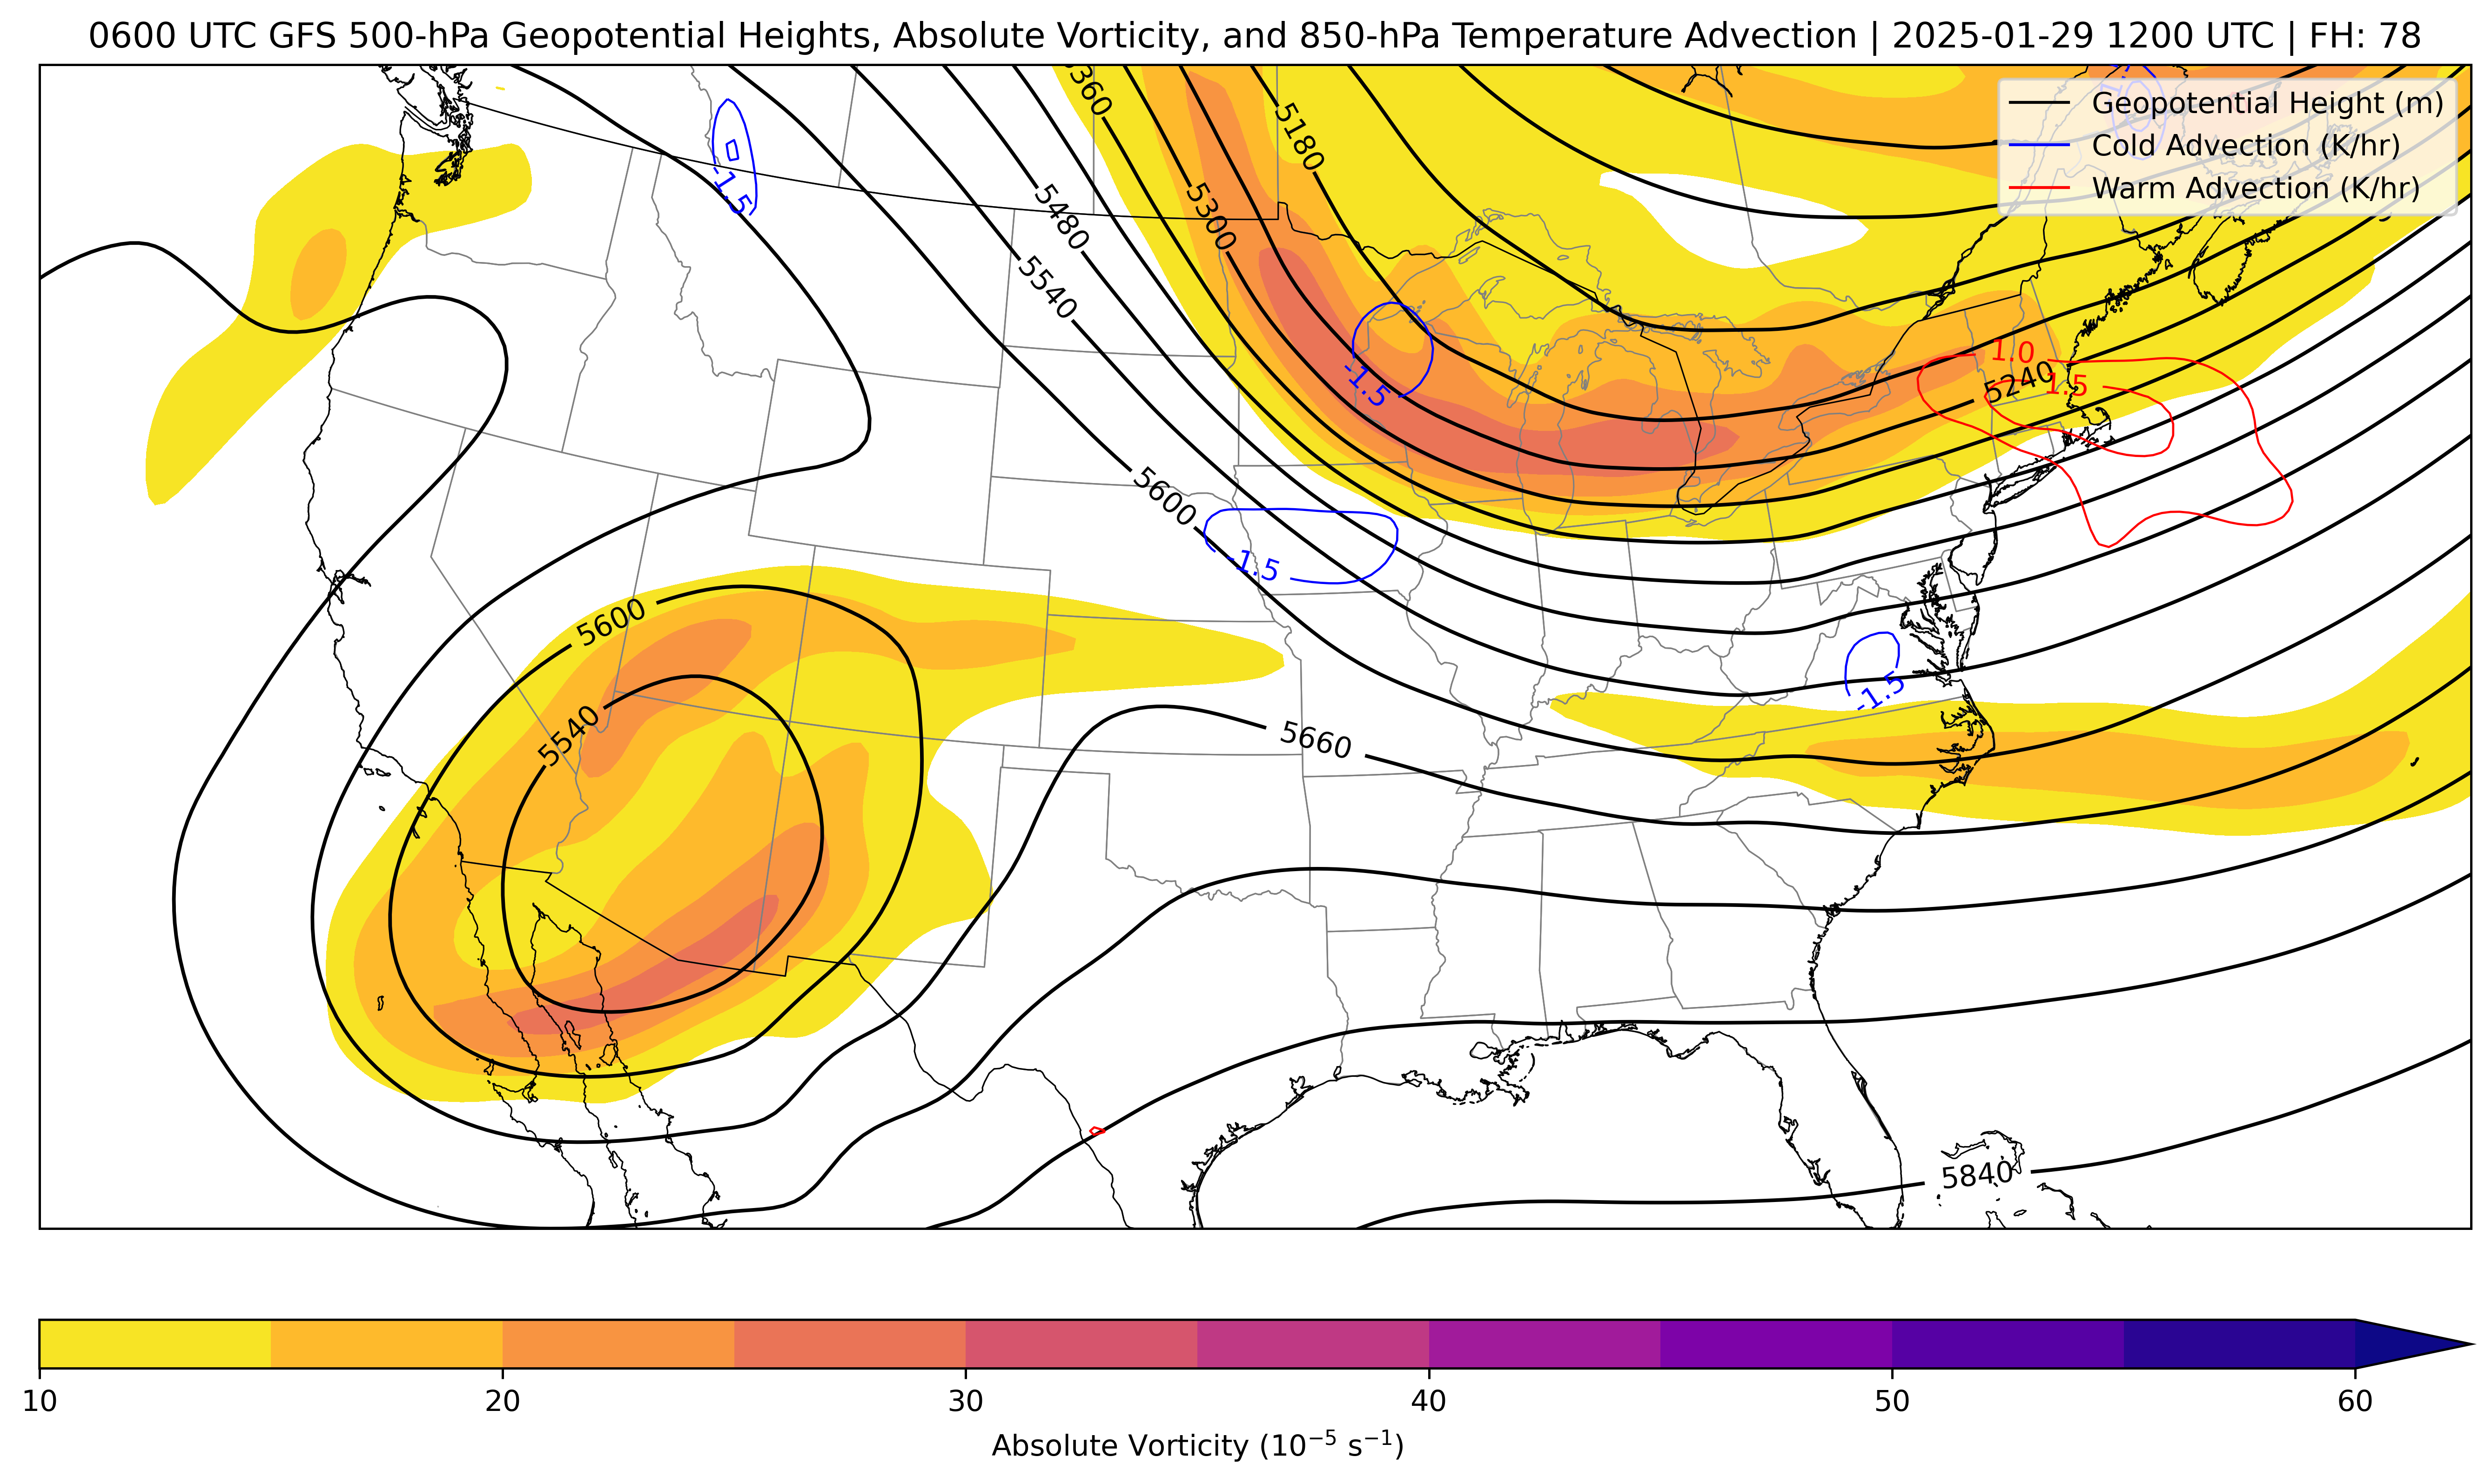 0600 UTC GFS 500-hPa Geopotential Heights, Absolute Vorticity, and 850-hPa Temperature Advection | 2025-01-29 1200 UTC | FH: 78
Geopotential Height (m)
Cold Advection (K/hr)
Warm Advection (K/hr)
5360
5180
-1.5
5480
5300
5540
1.0
5240
1.5
-1.5
5600
-1.5
5600
-1.5
5540
5660
5840
10 20 30 40 50 60
Absolute Vorticity (10⁻⁵ s⁻¹)